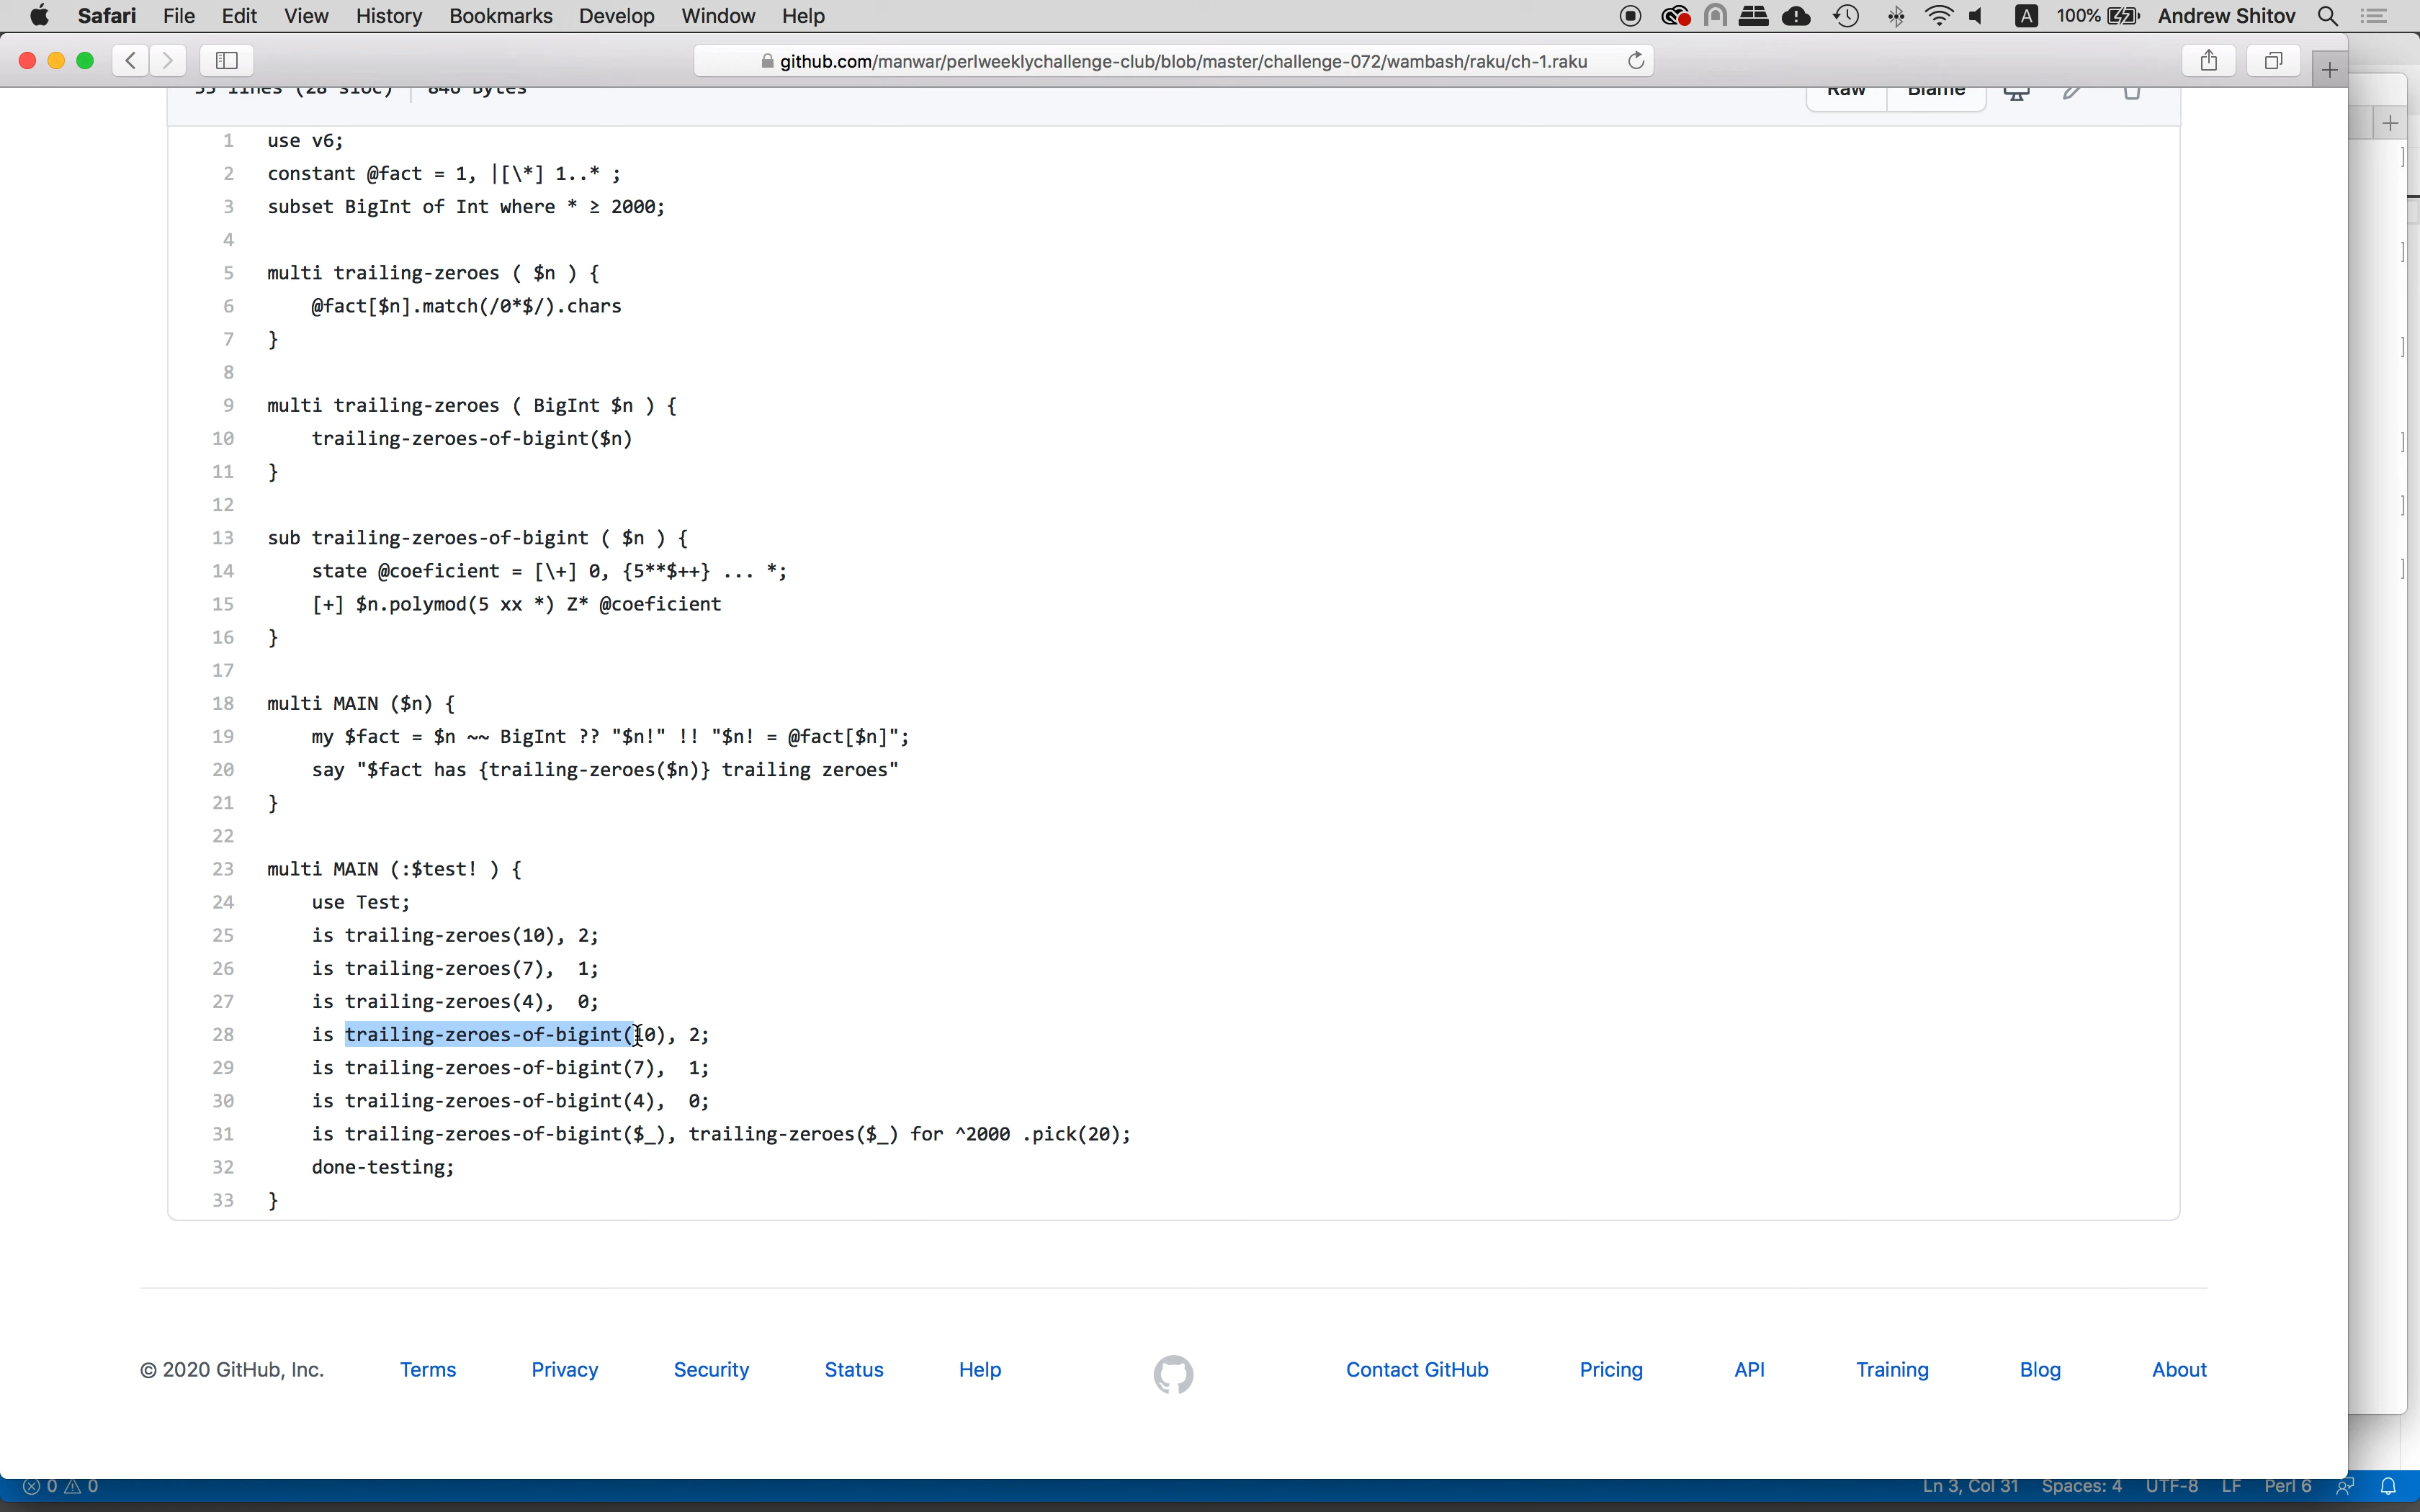 Safari File Edit View History Bookmarks Develop Window Help A 100% Andrew Shitov
github.com/manwar/perlweeklychallenge-club/blob/master/challenge-072/wambash/raku/ch-1.raku
Raw Blame
1 use v6;
2 constant @fact = 1, |[\*] 1..* ;
3 subset BigInt of Int where * ≥ 2000;
4
5 multi trailing-zeroes ( $n ) {
6 @fact[$n].match(/0*$/).chars
7 }
8
9 multi trailing-zeroes ( BigInt $n ) {
10 trailing-zeroes-of-bigint($n)
11 }
12
13 sub trailing-zeroes-of-bigint ( $n ) {
14 state @coeficient = [\+] 0, {5**$++} ... *;
15 [+] $n.polymod(5 xx *) Z* @coeficient
16 }
17
18 multi MAIN ($n) {
19 my $fact = $n ~~ BigInt ?? "$n!" !! "$n! = @fact[$n]";
20 say "$fact has {trailing-zeroes($n)} trailing zeroes"
21 }
22
23 multi MAIN (:$test! ) {
24 use Test;
25 is trailing-zeroes(10), 2;
26 is trailing-zeroes(7), 1;
27 is trailing-zeroes(4), 0;
28 is trailing-zeroes-of-bigint(10), 2;
29 is trailing-zeroes-of-bigint(7), 1;
30 is trailing-zeroes-of-bigint(4), 0;
31 is trailing-zeroes-of-bigint($_), trailing-zeroes($_) for ^2000 .pick(20);
32 done-testing;
33 }
© 2020 GitHub, Inc. Terms Privacy Security Status Help Contact GitHub Pricing API Training Blog About
0 0 Ln 3, Col 31 Spaces: 4 UTF-8 LF Perl 6